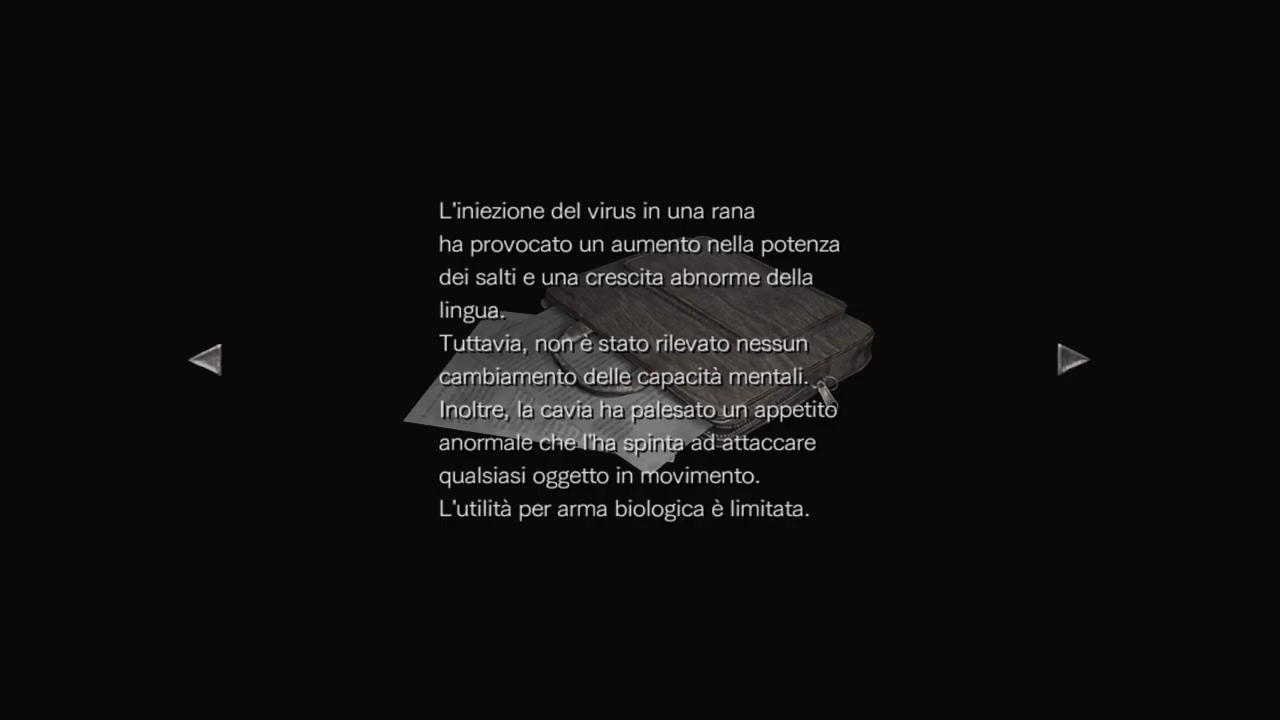 L'iniezione del virus in una rana
ha provocato un aumento nella potenza
dei salti e una crescita abnorme della
lingua.
Tuttavia, non è stato rilevato nessun
cambiamento delle capacità mentali.
Inoltre, la cavia ha palesato un appetito
anormale che l'ha spinta ad attaccare
qualsiasi oggetto in movimento.
L'utilità per arma biologica è limitata.